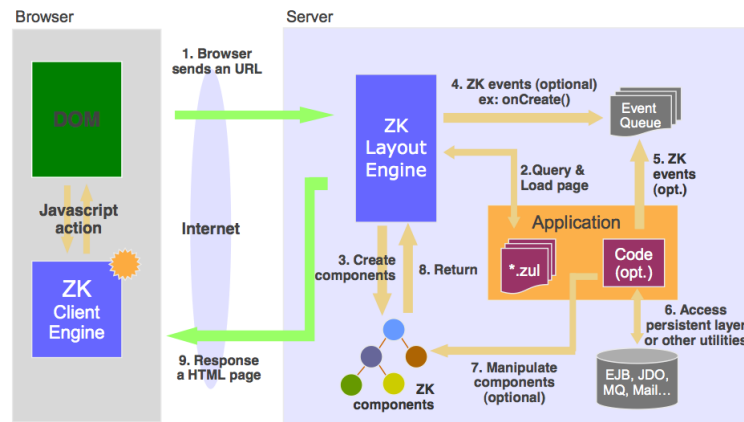 Browser
Server
1. Browser
sends an URL
DOM
ZK
Layout
Engine
4. ZK events (optional)
ex: onCreate()
Event
Queue
5. ZK
events
(opt.)
2.Query &
Load page
Javascript
action
Internet
Application
*.zul
Code
(opt.)
3. Create
components
8. Return
ZK
Client
Engine
6. Access
persistent layer
or other utilities
9. Response
a HTML page
ZK
components
7. Manipulate
components
(optional)
EJB, JDO,
MQ, Mail...